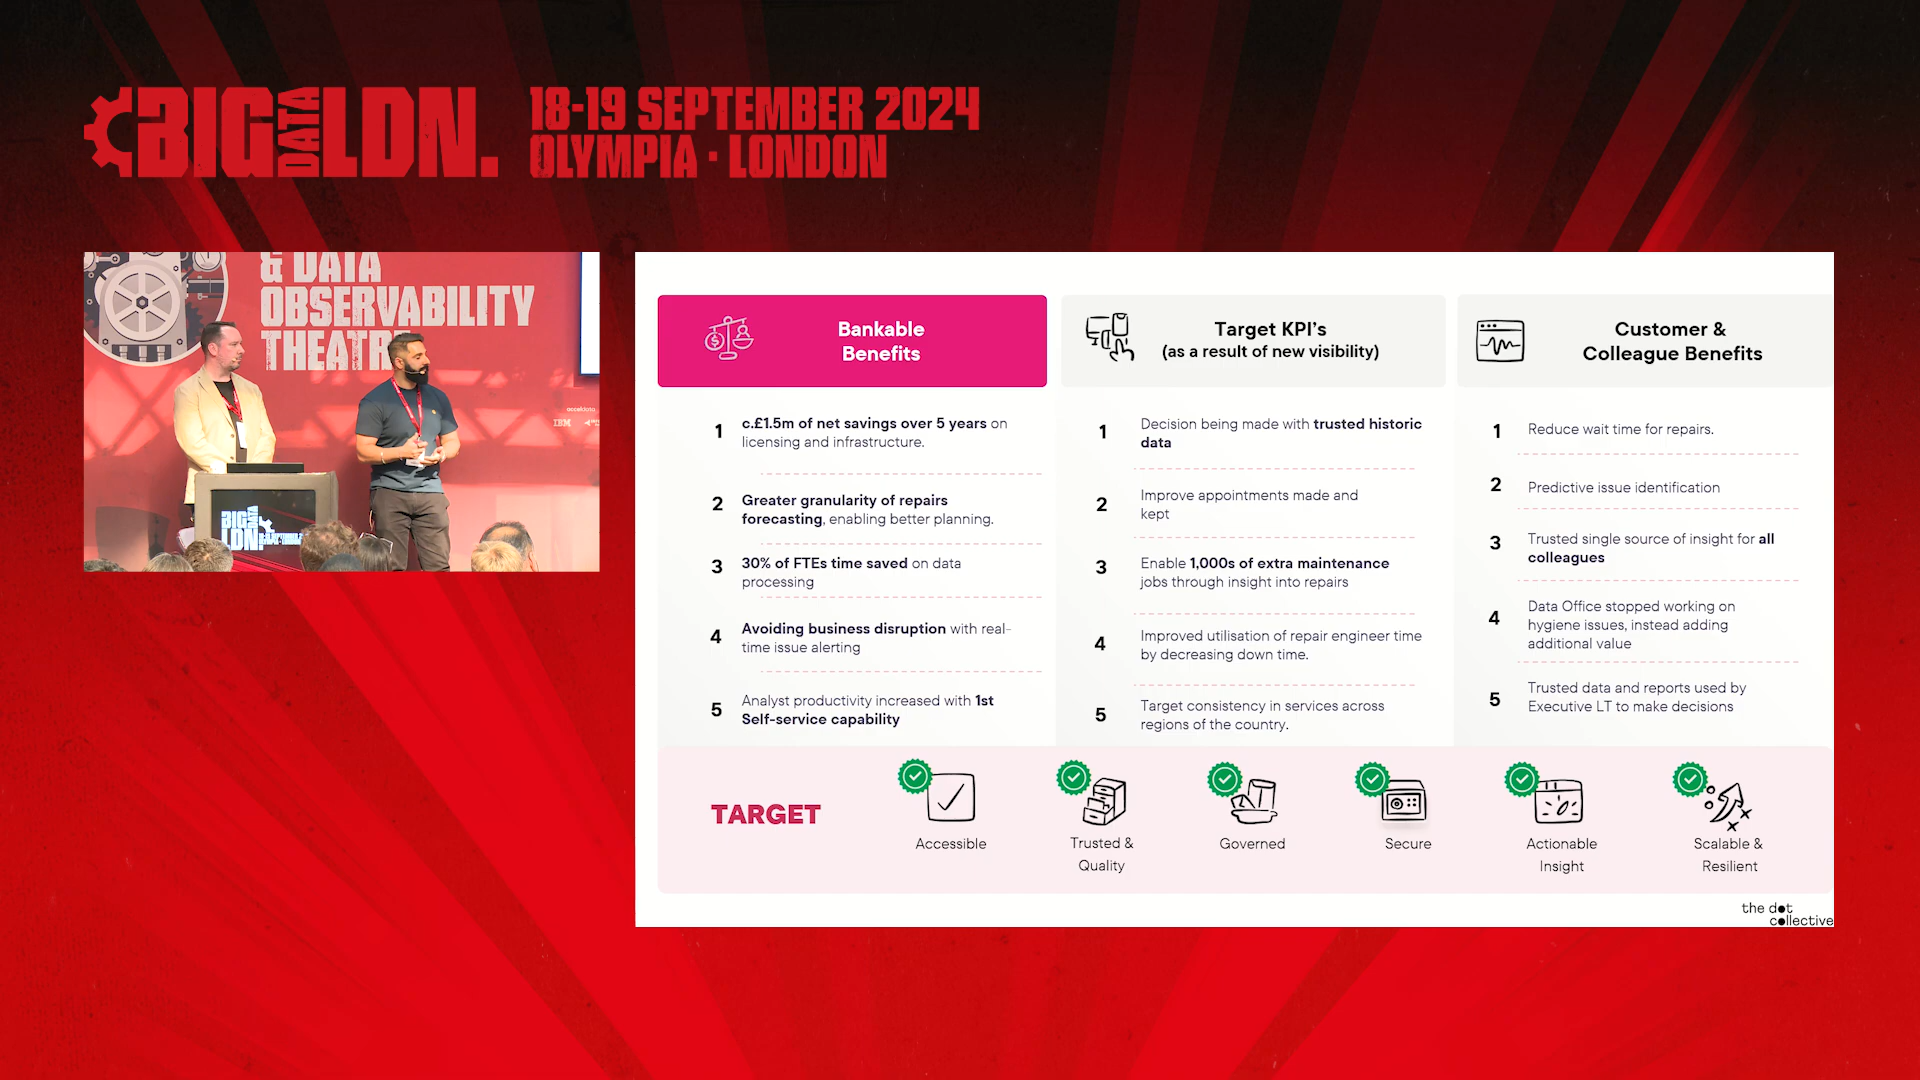 BIG DATA LDN.
18-19 SEPTEMBER 2024
OLYMPIA · LONDON
& DATA
OBSERVABILITY
THEATR
acceldata
IBM
BIG DATA
LDN.
Bankable
Benefits
1
c.£1.5m of net savings over 5 years on
licensing and infrastructure.
2
Greater granularity of repairs
forecasting, enabling better planning.
3
30% of FTEs time saved on data
processing
4
Avoiding business disruption with real-
time issue alerting
5
Analyst productivity increased with 1st
Self-service capability
Target KPI's
(as a result of new visibility)
1
Decision being made with trusted historic
data
2
Improve appointments made and
kept
3
Enable 1,000s of extra maintenance
jobs through insight into repairs
4
Improved utilisation of repair engineer time
by decreasing down time.
5
Target consistency in services across
regions of the country.
Customer &
Colleague Benefits
1
Reduce wait time for repairs.
2
Predictive issue identification
3
Trusted single source of insight for all
colleagues
4
Data Office stopped working on
hygiene issues, instead adding
additional value
5
Trusted data and reports used by
Executive LT to make decisions
TARGET
Accessible
Trusted &
Quality
Governed
Secure
Actionable
Insight
Scalable &
Resilient
the dot
collective